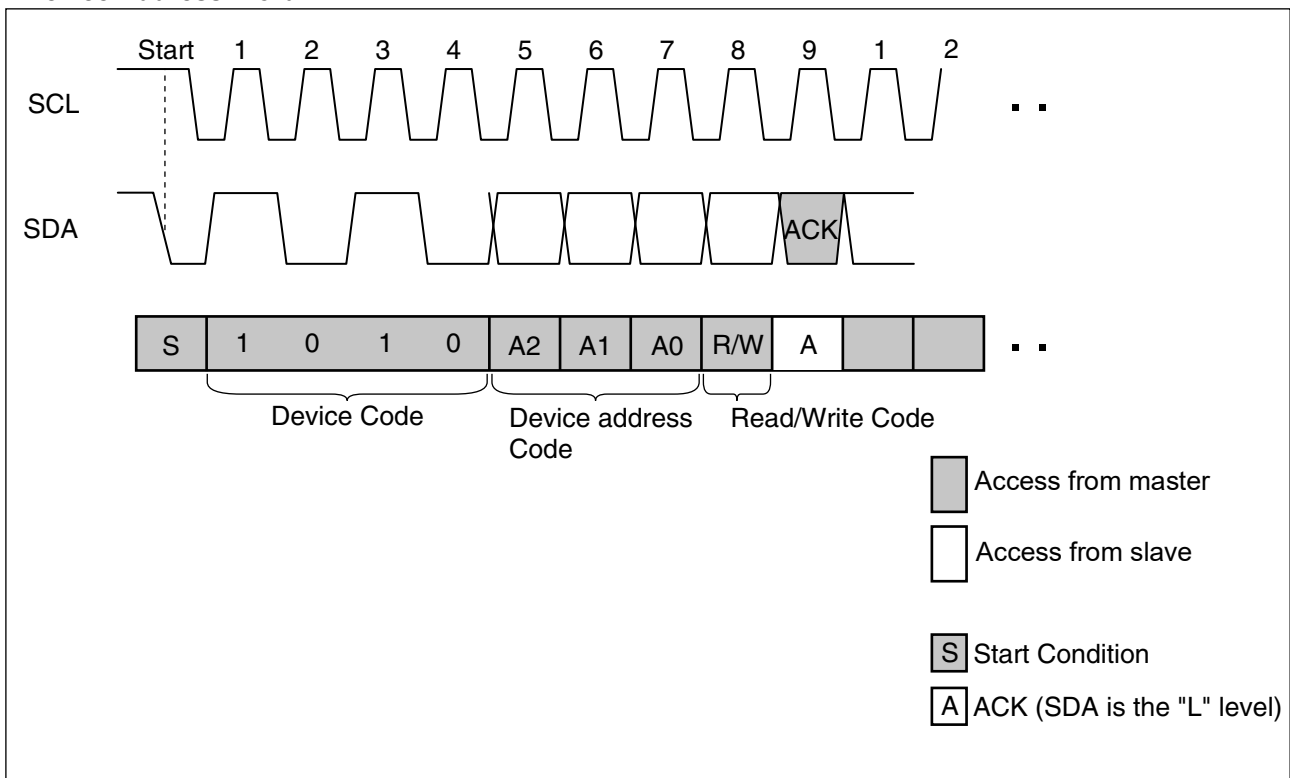 Start 1 2 3 4 5 6 7 8 9 1 2
SCL
SDA
ACK
S 1 0 1 0 A2 A1 A0 R/W A
Device Code
Device address
Code
Read/Write Code
Access from master
Access from slave
S Start Condition
A ACK (SDA is the "L" level)